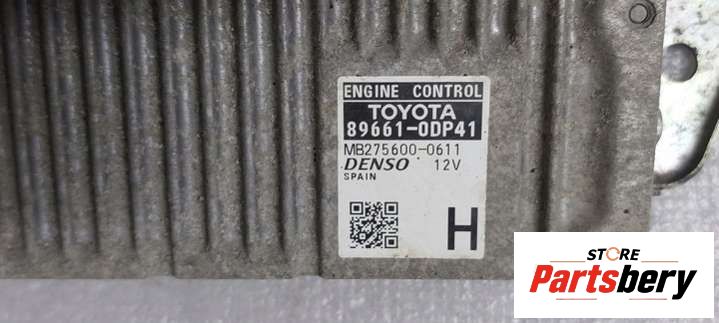 ENGINE CONTROL
TOYOTA
89661-0DP41
MB275600-0611
DENSO 12V
SPAIN
H
STORE
Partsbery